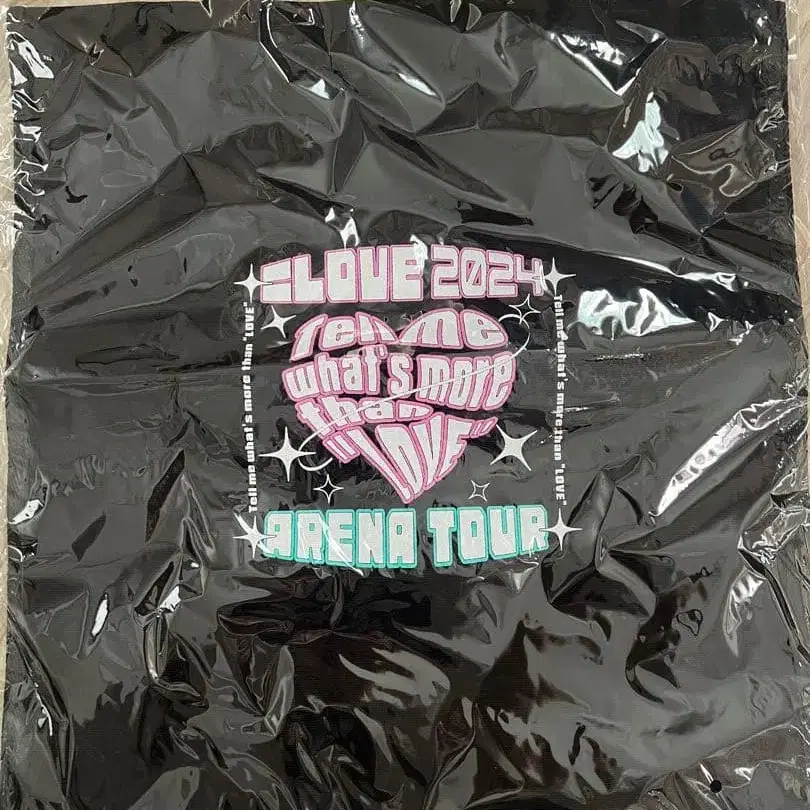 =LOVE 2024
Tell me
what's more
than
"LOVE"
ARENA TOUR
Tell me what's more than "LOVE"
Tell me what's more than "LOVE"